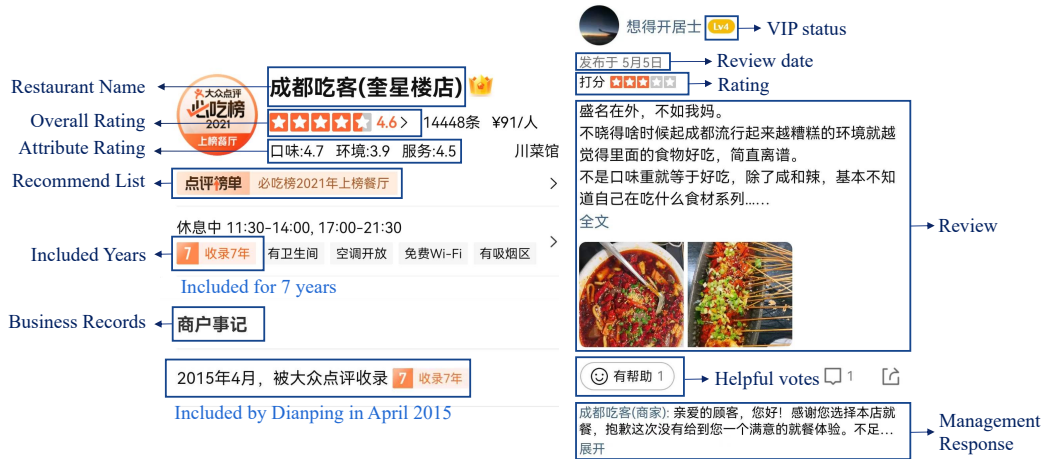 Restaurant Name
大众点评
必吃榜
2021
上榜餐厅
成都吃客(奎星楼店)
Overall Rating
4.6
14448条 ¥91/人
Attribute Rating
口味:4.7 环境:3.9 服务:4.5
川菜馆
Recommend List
点评榜单 必吃榜2021年上榜餐厅
休息中 11:30-14:00, 17:00-21:30
Included Years
7 收录7年 有卫生间 空调开放 免费Wi-Fi 有吸烟区
Included for 7 years
Business Records
商户事记
2015年4月，被大众点评收录 7 收录7年
Included by Dianping in April 2015
想得开居士 Lv4
VIP status
发布于 5月5日
Review date
打分
Rating
盛名在外，不如我妈。
不晓得啥时候起成都流行起来越糟糕的环境就越
觉得里面的食物好吃，简直离谱。
不是口味重就等于好吃，除了咸和辣，基本不知
道自己在吃什么食材系列...…
全文
Review
有帮助 1
Helpful votes
1
成都吃客(商家): 亲爱的顾客，您好！感谢您选择本店就
餐，抱歉这次没有给到您一个满意的就餐体验。不足...
展开
Management
Response